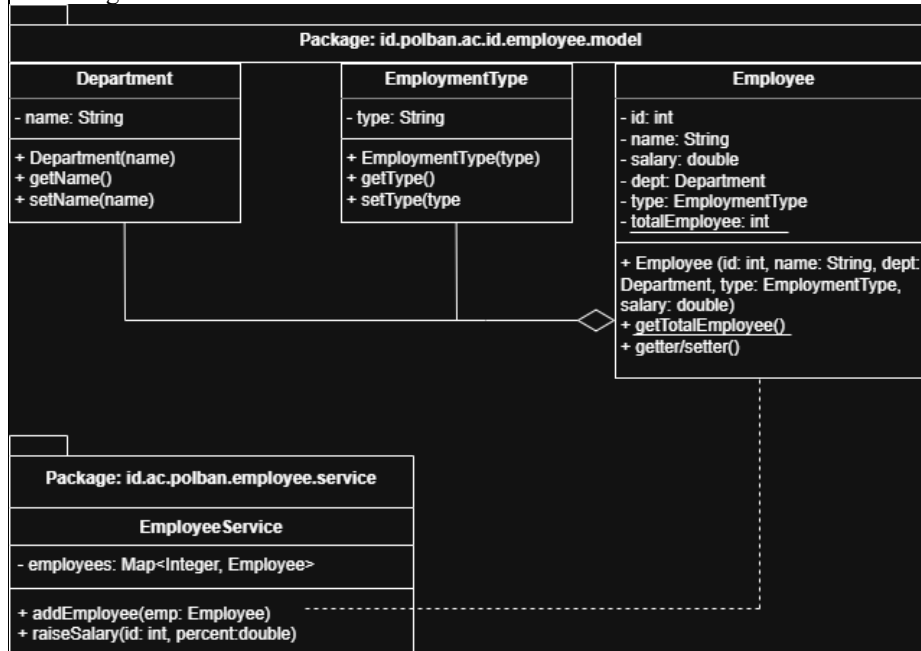 Package: id.polban.ac.id.employee.model
Department
- name: String
+ Department(name)
+ getName()
+ setName(name)
EmploymentType
- type: String
+ EmploymentType(type)
+ getType()
+ setType(type
Employee
- id: int
- name: String
- salary: double
- dept: Department
- type: EmploymentType
- totalEmployee: int
+ Employee (id: int, name: String, dept:
Department, type: EmploymentType,
salary: double)
+ getTotalEmployee()
+ getter/setter()
Package: id.ac.polban.employee.service
EmployeeService
- employees: Map<Integer, Employee>
+ addEmployee(emp: Employee)
+ raiseSalary(id: int, percent:double)